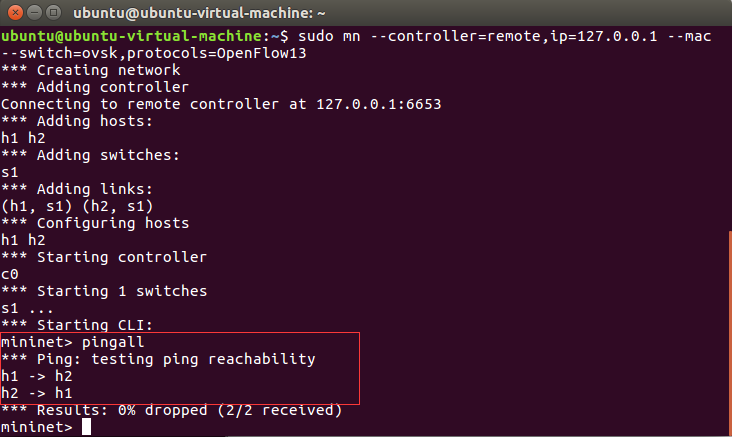 ubuntu@ubuntu-virtual-machine: ~
ubuntu@ubuntu-virtual-machine:~$ sudo mn --controller=remote,ip=127.0.0.1 --mac
--switch=ovsk,protocols=OpenFlow13
*** Creating network
*** Adding controller
Connecting to remote controller at 127.0.0.1:6653
*** Adding hosts:
h1 h2
*** Adding switches:
s1
*** Adding links:
(h1, s1) (h2, s1)
*** Configuring hosts
h1 h2
*** Starting controller
c0
*** Starting 1 switches
s1 ...
*** Starting CLI:
mininet> pingall
*** Ping: testing ping reachability
h1 -> h2
h2 -> h1
*** Results: 0% dropped (2/2 received)
mininet>